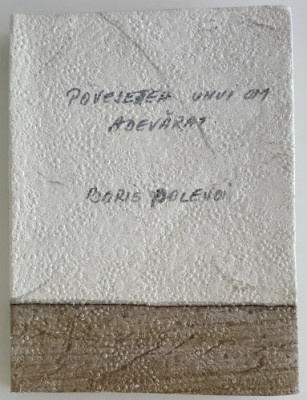 POVESTEA UNUI OM
ADEVĂRAT
BORIS POLEVOI